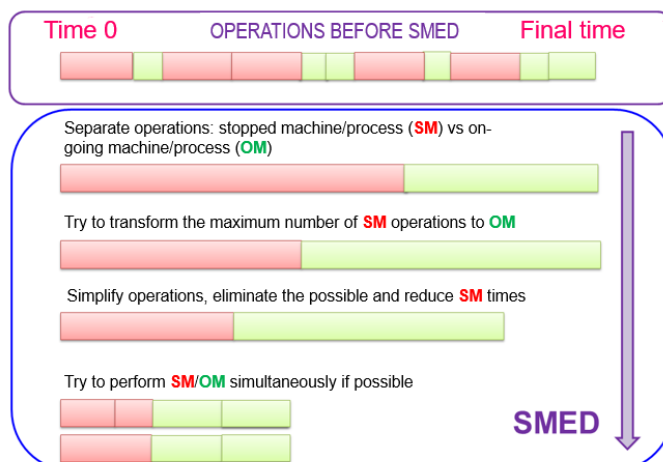 Time 0 OPERATIONS BEFORE SMED Final time
Separate operations: stopped machine/process (SM) vs on-
going machine/process (OM)
Try to transform the maximum number of SM operations to OM
Simplify operations, eliminate the possible and reduce SM times
Try to perform SM/OM simultaneously if possible
SMED